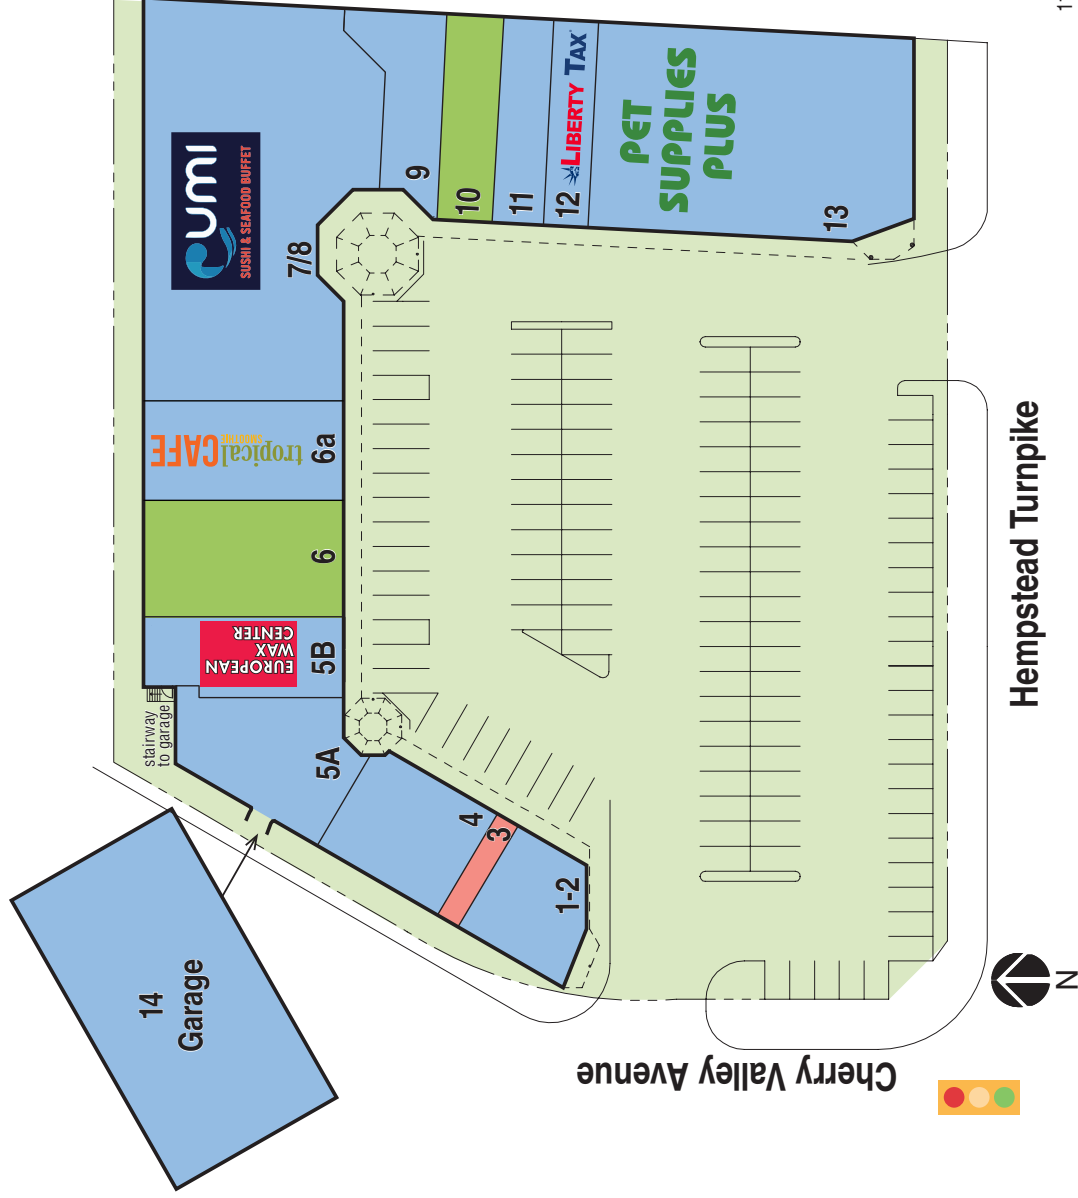 UMI
SUSHI & SEAFOOD BUFFET
7/8
9
10
11
12
LIBERTY TAX
PET
SUPPLIES
PLUS
13
tropical
SMOOTHIE
CAFE
6a
6
EUROPEAN
WAX
CENTER
5B
stairway
to garage
5A
4
3
1-2
14
Garage
Hempstead Turnpike
Cherry Valley Avenue
N